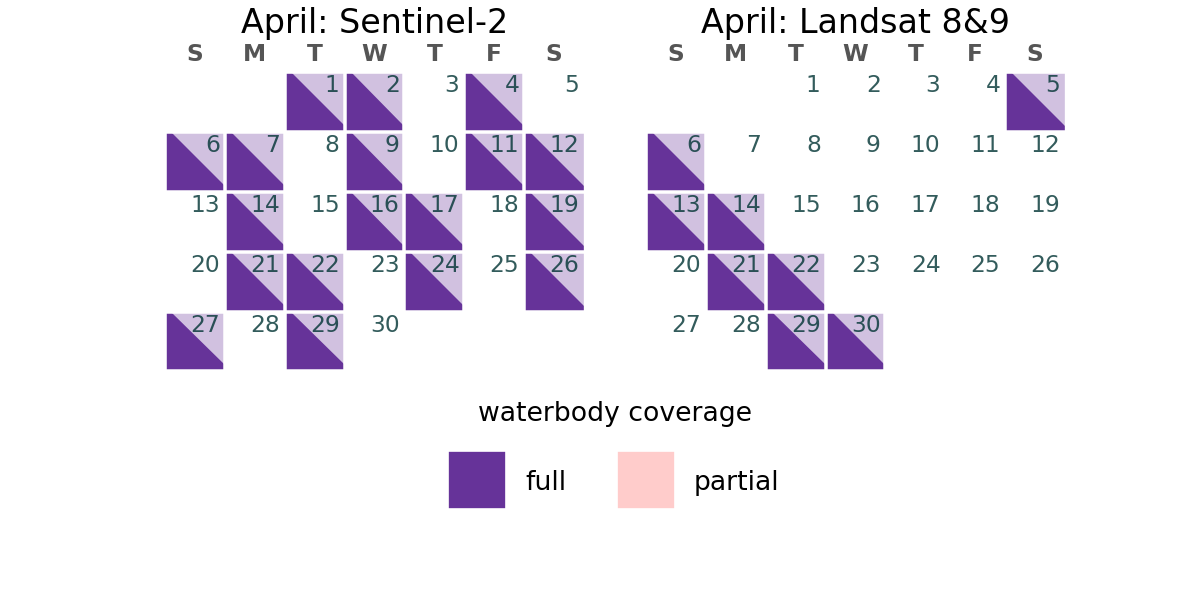 April: Sentinel-2
S M T W T F S
1 2 3 4 5
6 7 8 9 10 11 12
13 14 15 16 17 18 19
20 21 22 23 24 25 26
27 28 29 30
April: Landsat 8&9
S M T W T F S
1 2 3 4 5
6 7 8 9 10 11 12
13 14 15 16 17 18 19
20 21 22 23 24 25 26
27 28 29 30
waterbody coverage
full partial